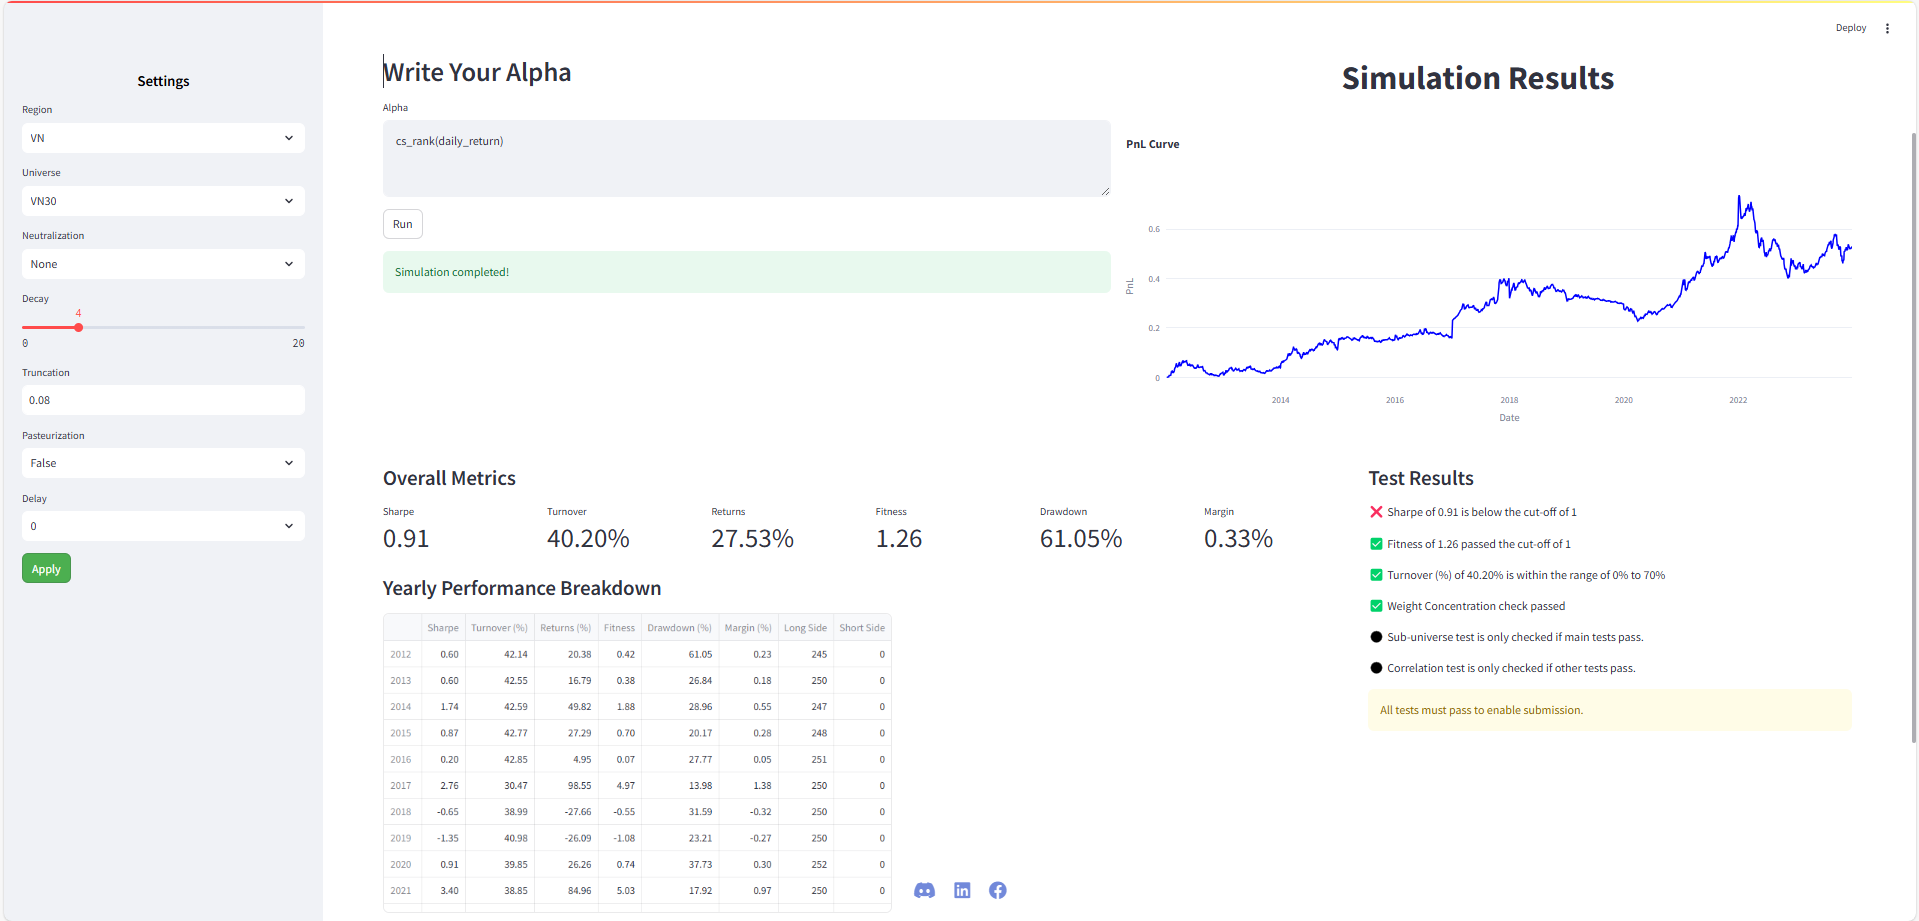 Deploy
Settings
Region
VN
Universe
VN30
Neutralization
None
Decay
4
0 20
Truncation
0.08
Pasteurization
False
Delay
0
Apply
Write Your Alpha
Alpha
cs_rank(daily_return)
Run
Simulation completed!
Simulation Results
PnL Curve
0.6
0.4
0.2
0
PnL
2014 2016 2018 2020 2022
Date
Overall Metrics
Sharpe Turnover Returns Fitness Drawdown Margin
0.91 40.20% 27.53% 1.26 61.05% 0.33%
Yearly Performance Breakdown
Sharpe Turnover (%) Returns (%) Fitness Drawdown (%) Margin (%) Long Side Short Side
2012 0.60 42.14 20.38 0.42 61.05 0.23 245 0
2013 0.60 42.55 16.79 0.38 26.84 0.18 250 0
2014 1.74 42.59 49.82 1.88 28.96 0.55 247 0
2015 0.87 42.77 27.29 0.70 20.17 0.28 248 0
2016 0.20 42.85 4.95 0.07 27.77 0.05 251 0
2017 2.76 30.47 98.55 4.97 13.98 1.38 250 0
2018 -0.65 38.99 -27.66 -0.55 31.59 -0.32 250 0
2019 -1.35 40.98 -26.09 -1.08 23.21 -0.27 250 0
2020 0.91 39.85 26.26 0.74 37.73 0.30 252 0
2021 3.40 38.85 84.96 5.03 17.92 0.97 250 0
Test Results
Sharpe of 0.91 is below the cut-off of 1
Fitness of 1.26 passed the cut-off of 1
Turnover (%) of 40.20% is within the range of 0% to 70%
Weight Concentration check passed
Sub-universe test is only checked if main tests pass.
Correlation test is only checked if other tests pass.
All tests must pass to enable submission.